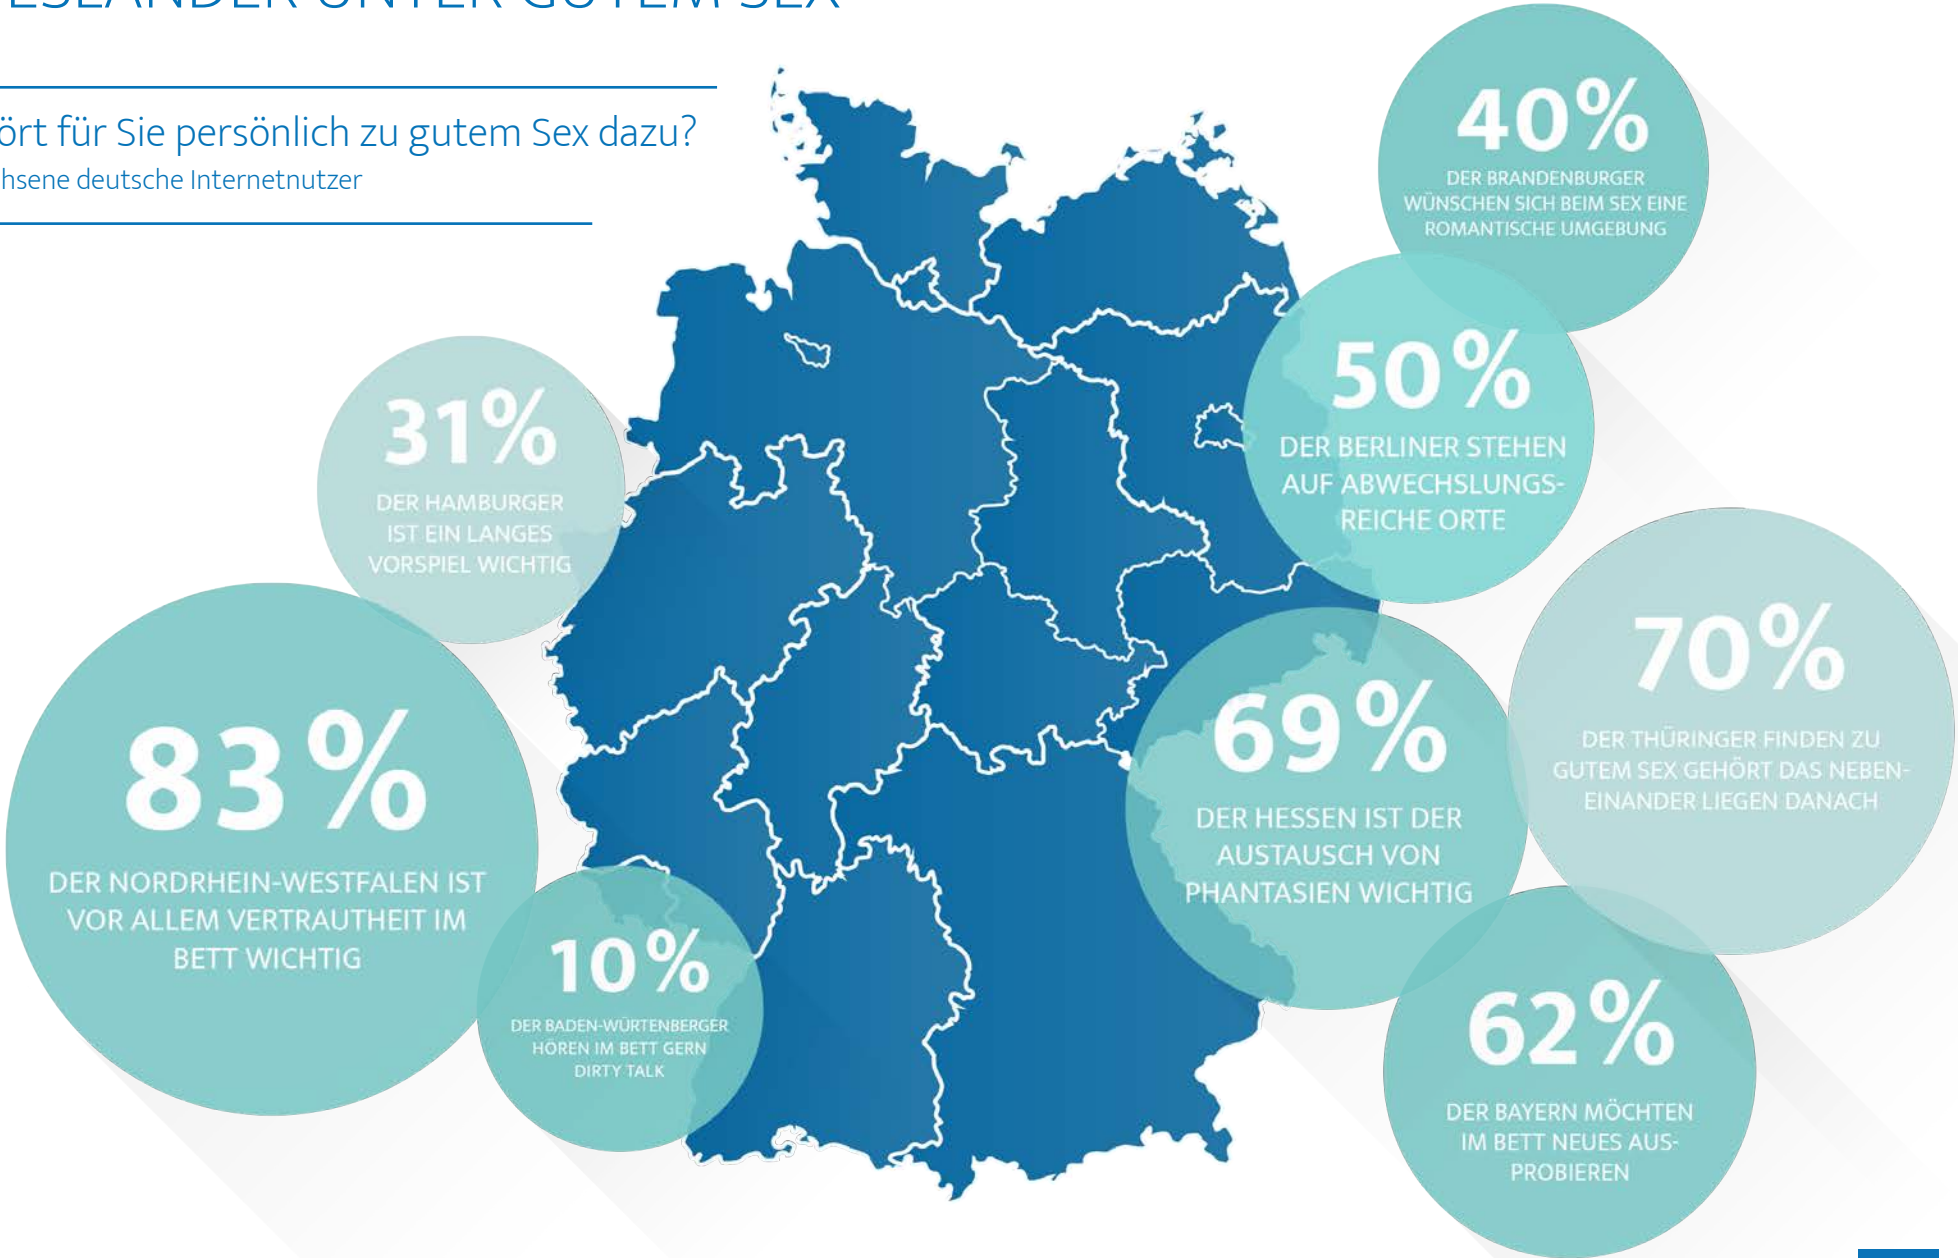 UNTER GUTEM SEX
für Sie persönlich zu gutem Sex dazu?
deutsche Internetnutzer
40%
DER BRANDENBURGER
WÜNSCHEN SICH BEIM SEX EINE
ROMANTISCHE UMGEBUNG
50%
DER BERLINER STEHEN
AUF ABWECHSLUNGS-
REICHE ORTE
31%
DER HAMBURGER
IST EIN LANGES
VORSPIEL WICHTIG
70%
DER THÜRINGER FINDEN ZU
GUTEM SEX GEHÖRT DAS NEBEN-
EINANDER LIEGEN DANACH
83%
DER NORDRHEIN-WESTFALEN IST
VOR ALLEM VERTRAUTHEIT IM
BETT WICHTIG
69%
DER HESSEN IST DER
AUSTAUSCH VON
PHANTASIEN WICHTIG
10%
DER BADEN-WÜRTENBERGER
HÖREN IM BETT GERN
DIRTY TALK
62%
DER BAYERN MÖCHTEN
IM BETT NEUES AUS-
PROBIEREN